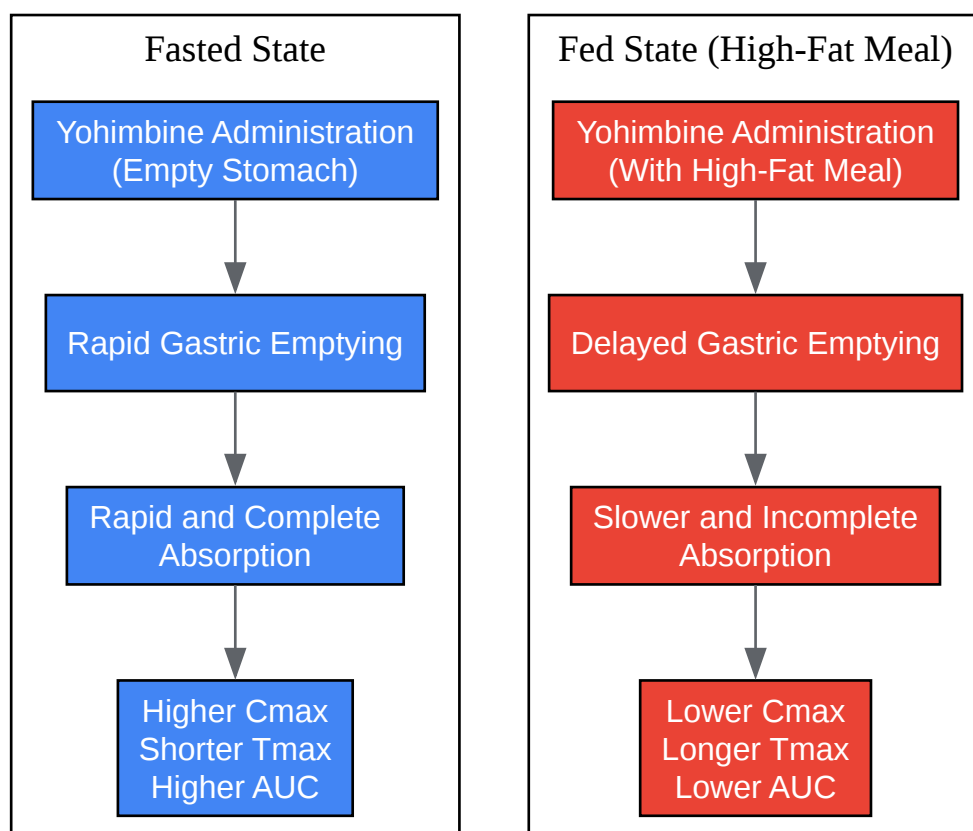 Fasted State
Yohimbine Administration
(Empty Stomach)
Rapid Gastric Emptying
Rapid and Complete
Absorption
Higher Cmax
Shorter Tmax
Higher AUC
Fed State (High-Fat Meal)
Yohimbine Administration
(With High-Fat Meal)
Delayed Gastric Emptying
Slower and Incomplete
Absorption
Lower Cmax
Longer Tmax
Lower AUC